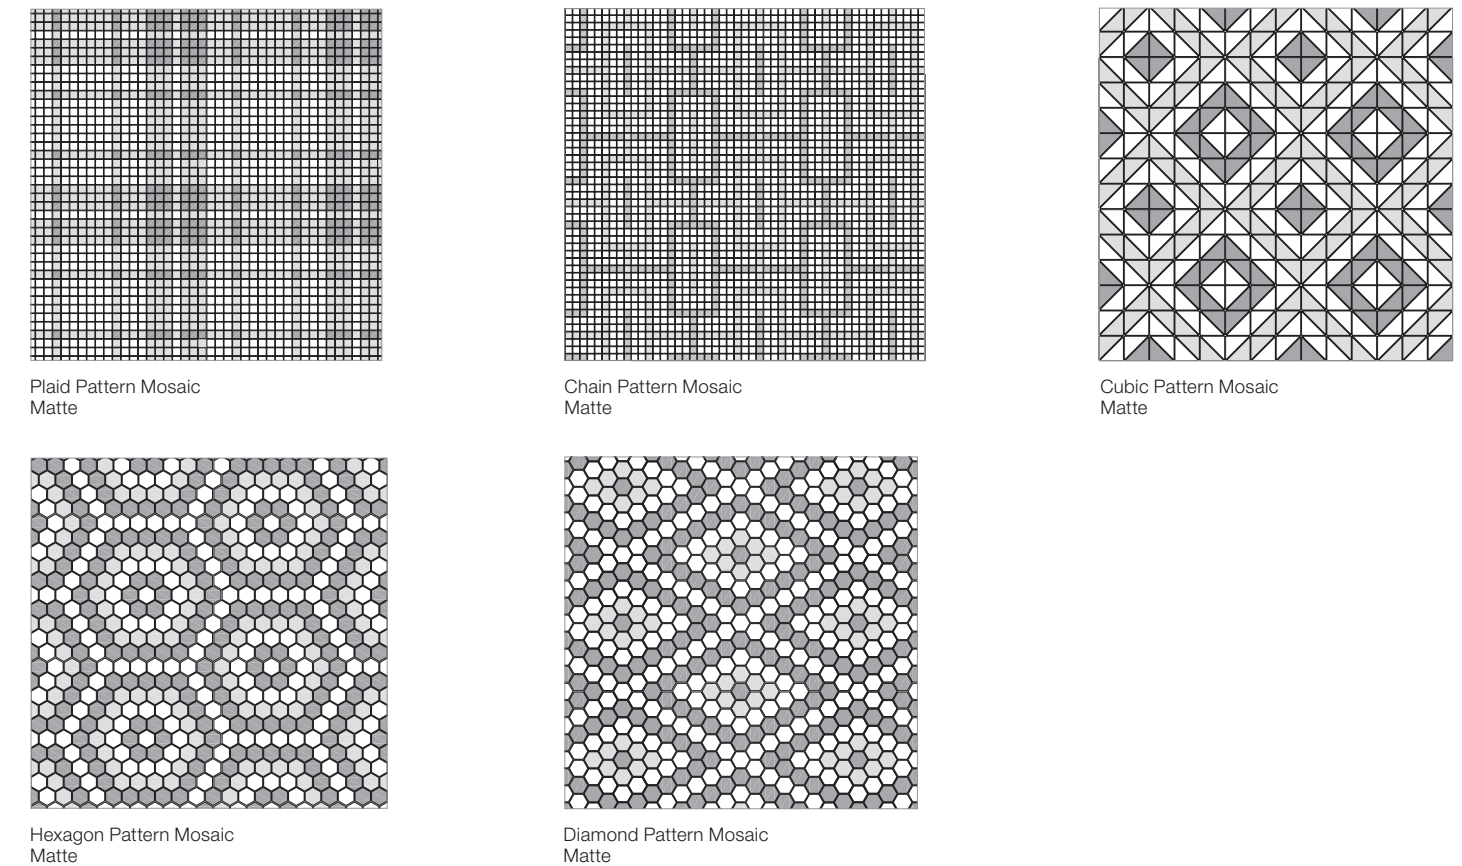 Plaid Pattern Mosaic
Matte
Chain Pattern Mosaic
Matte
Cubic Pattern Mosaic
Matte
Hexagon Pattern Mosaic
Matte
Diamond Pattern Mosaic
Matte